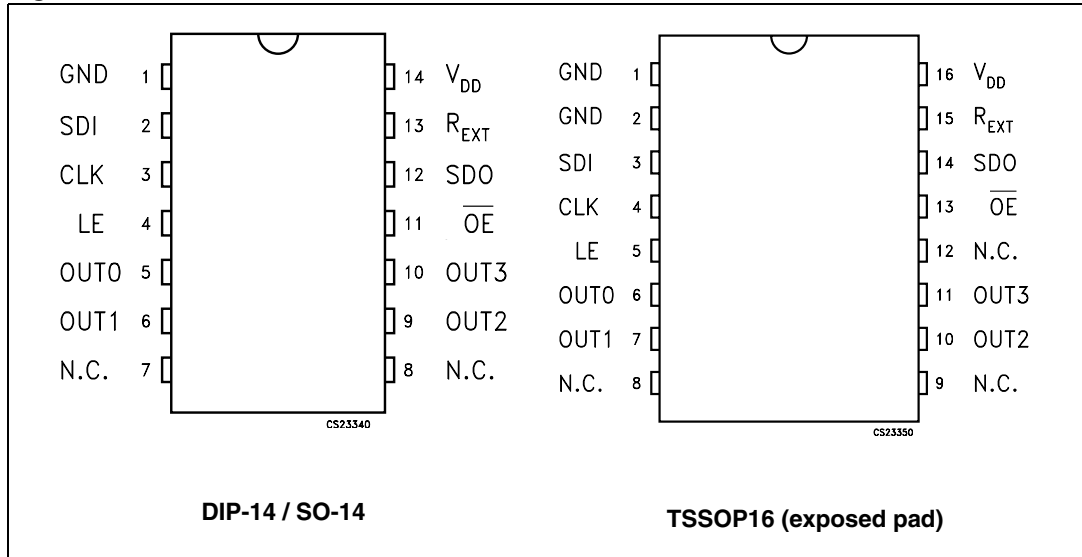 GND 1 14 V_DD
SDI 2 13 R_EXT
CLK 3 12 SDO
LE 4 11 O̅E̅
OUT0 5 10 OUT3
OUT1 6 9 OUT2
N.C. 7 8 N.C.
CS23340
DIP-14 / SO-14
GND 1 16 V_DD
GND 2 15 R_EXT
SDI 3 14 SDO
CLK 4 13 O̅E̅
LE 5 12 N.C.
OUT0 6 11 OUT3
OUT1 7 10 OUT2
N.C. 8 9 N.C.
CS23350
TSSOP16 (exposed pad)